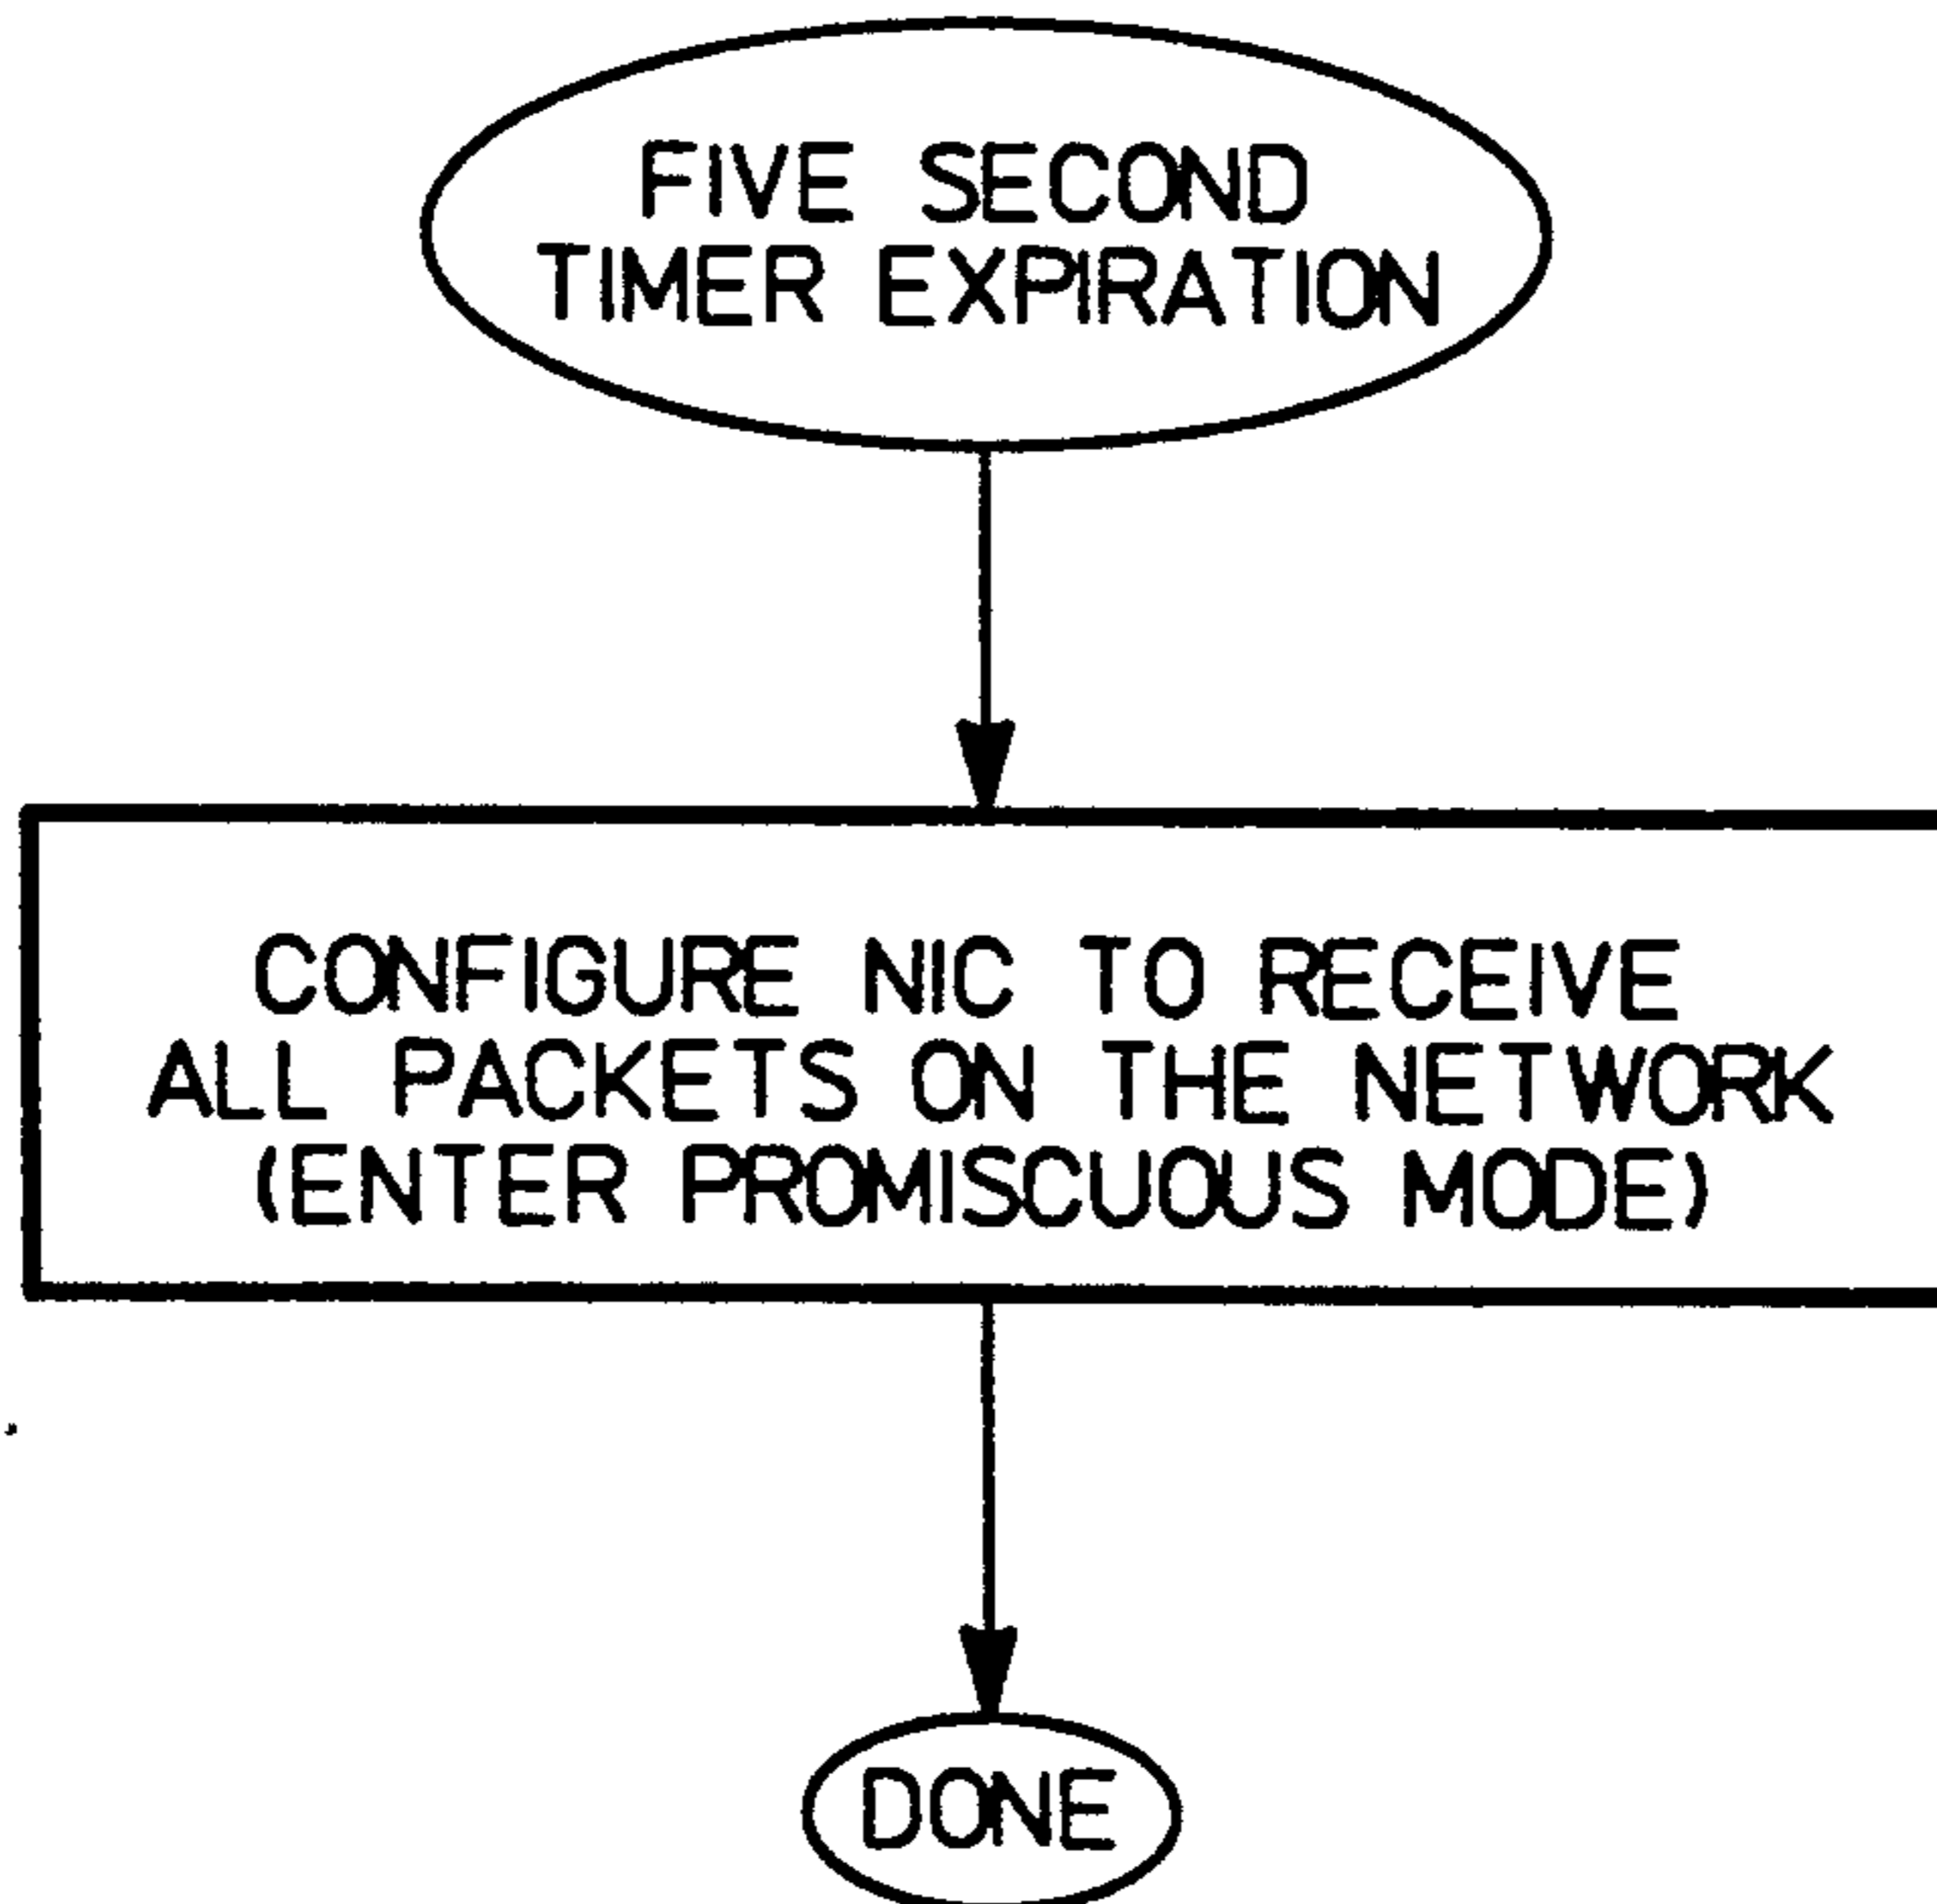 FIVE SECOND
TIMER EXPIRATION
CONFIGURE NIC TO RECEIVE
ALL PACKETS ON THE NETWORK
(ENTER PROMISCUOUS MODE)
DONE